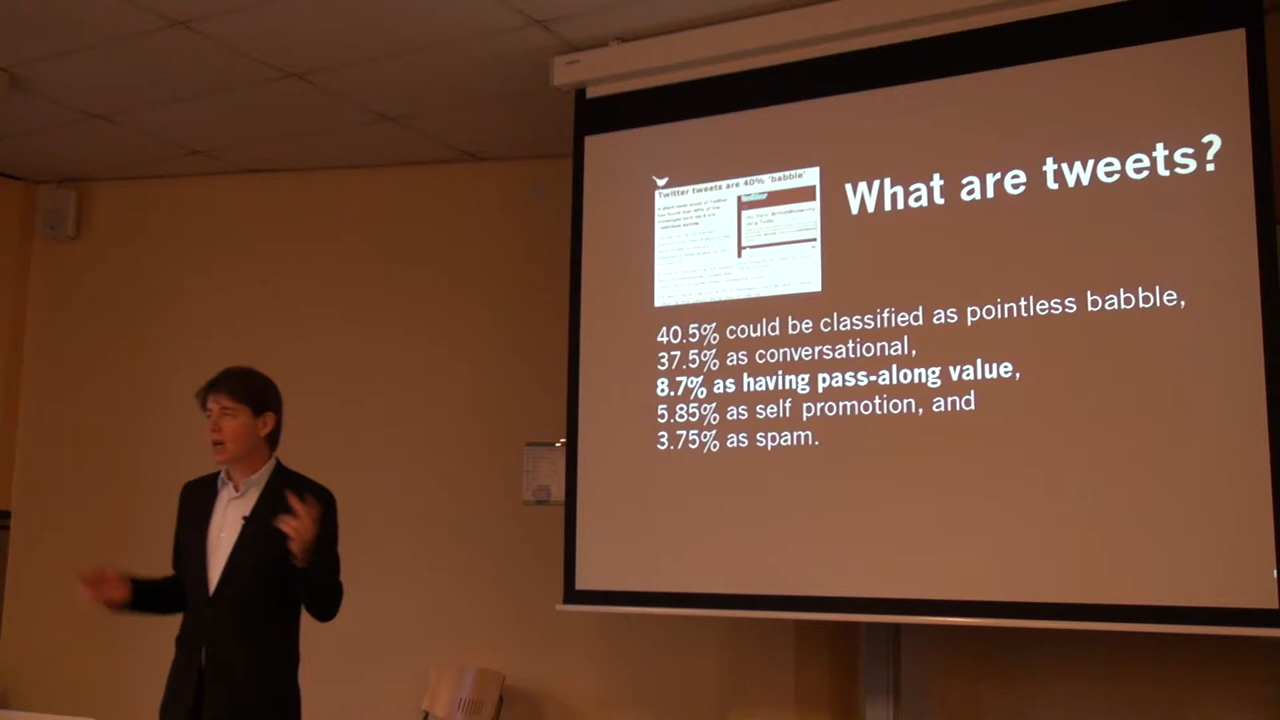 What are tweets?
Twitter tweets are 40% 'babble'
40.5% could be classified as pointless babble,
37.5% as conversational,
8.7% as having pass-along value,
5.85% as self promotion, and
3.75% as spam.